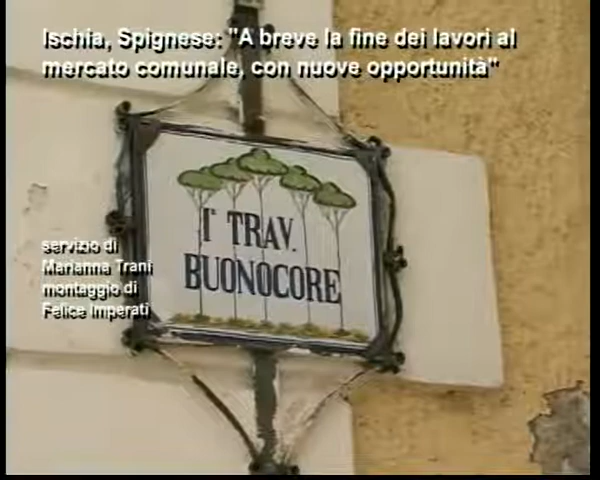 Ischia, Spignese: "A breve la fine dei lavori al
mercato comunale, con nuove opportunità"
I° TRAV.
BUONOCORE
servizio di
Marianna Trani
montaggio di
Felice Imperati